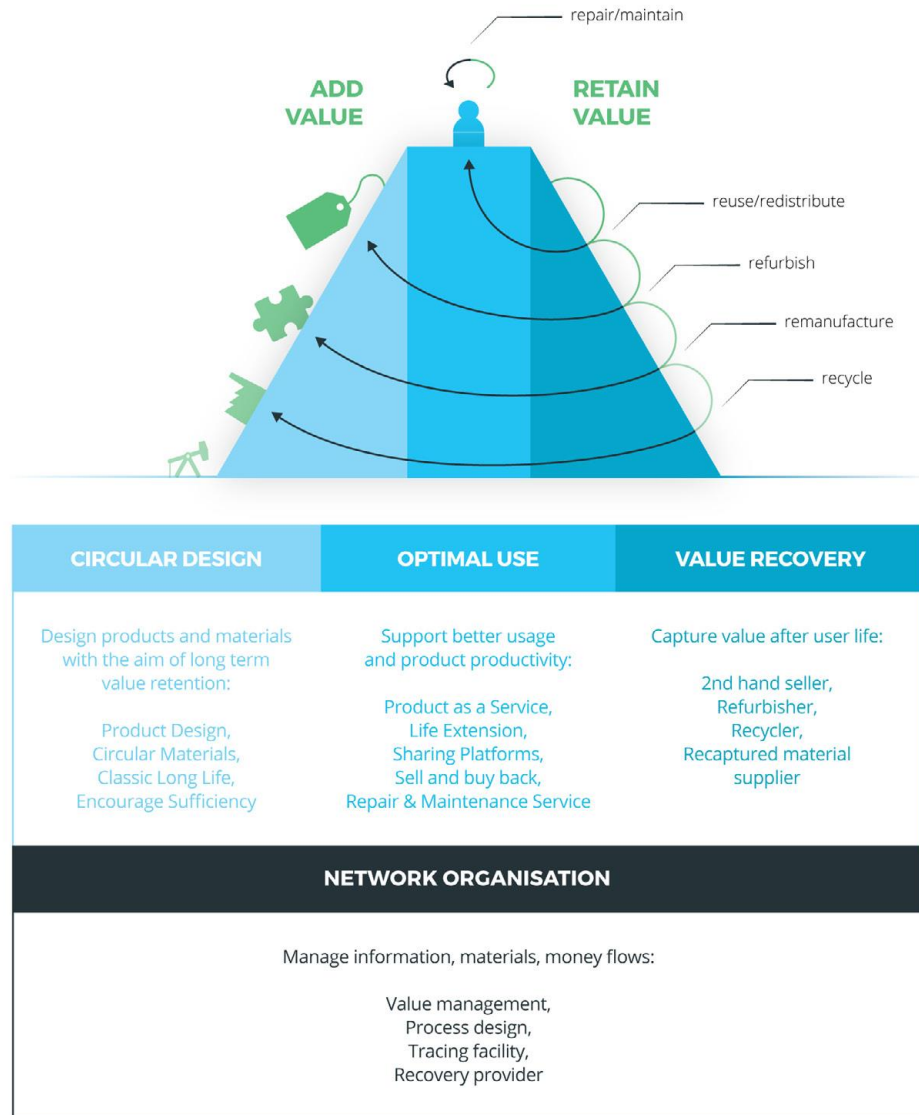 repair/maintain
ADD
VALUE
RETAIN
VALUE
reuse/redistribute
refurbish
remanufacture
recycle
CIRCULAR DESIGN
Design products and materials
with the aim of long term
value retention:
Product Design,
Circular Materials,
Classic Long Life,
Encourage Sufficiency
OPTIMAL USE
Support better usage
and product productivity:
Product as a Service,
Life Extension,
Sharing Platforms,
Sell and buy back,
Repair & Maintenance Service
VALUE RECOVERY
Capture value after user life:
2nd hand seller,
Refurbisher,
Recycler,
Recaptured material
supplier
NETWORK ORGANISATION
Manage information, materials, money flows:
Value management,
Process design,
Tracing facility,
Recovery provider